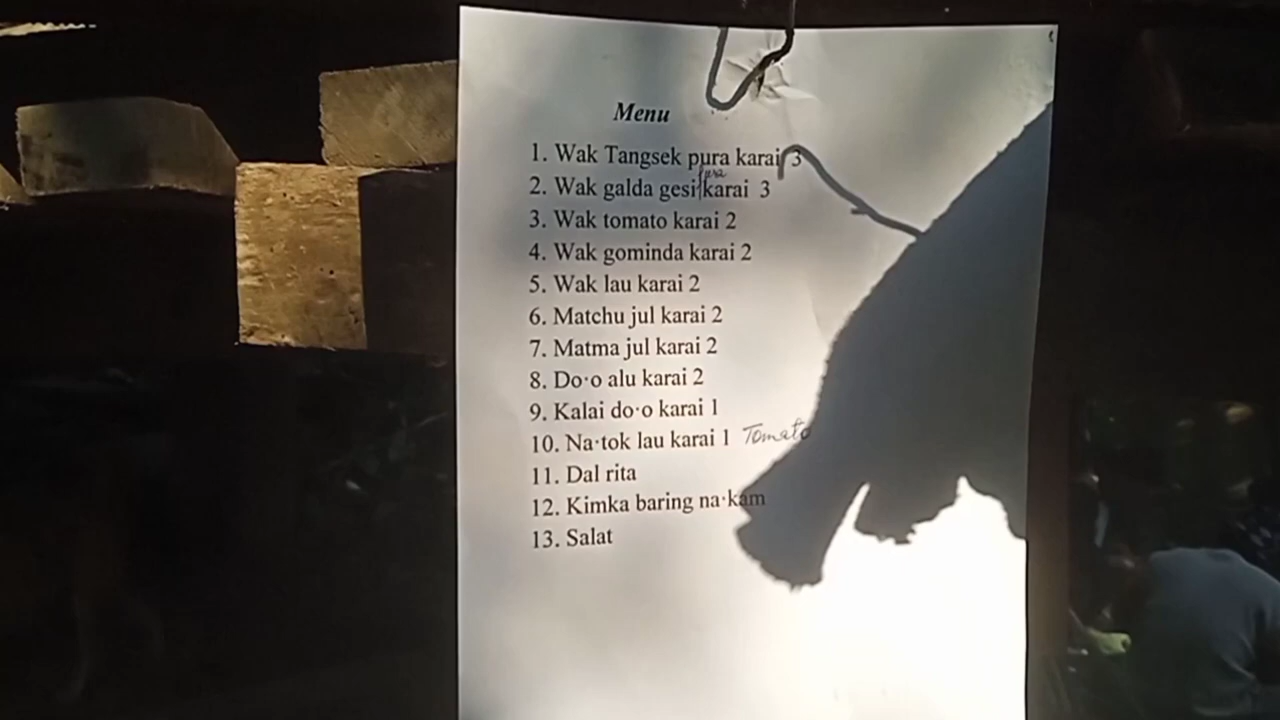 Menu
1. Wak Tangsek pura karai 3
2. Wak galda gesi pura karai 3
3. Wak tomato karai 2
4. Wak gominda karai 2
5. Wak lau karai 2
6. Matchu jul karai 2
7. Matma jul karai 2
8. Do·o alu karai 2
9. Kalai do·o karai 1
10. Na·tok lau karai 1 Tomato
11. Dal rita
12. Kimka baring na·kam
13. Salat